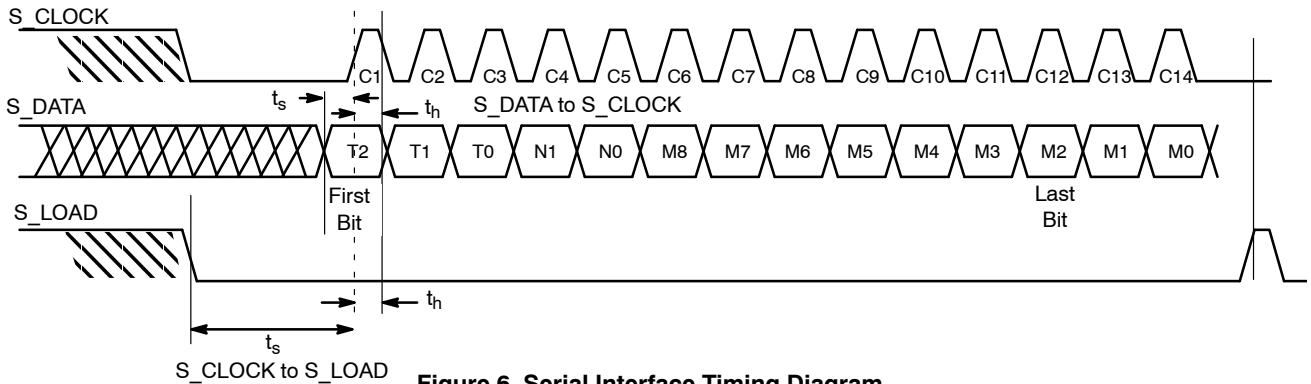 S_CLOCK
C1 C2 C3 C4 C5 C6 C7 C8 C9 C10 C11 C12 C13 C14
ts
S_DATA
th
S_DATA to S_CLOCK
T2 T1 T0 N1 N0 M8 M7 M6 M5 M4 M3 M2 M1 M0
First
Bit
Last
Bit
S_LOAD
th
ts
S_CLOCK to S_LOAD
Figure 6. Serial Interface Timing Diagram